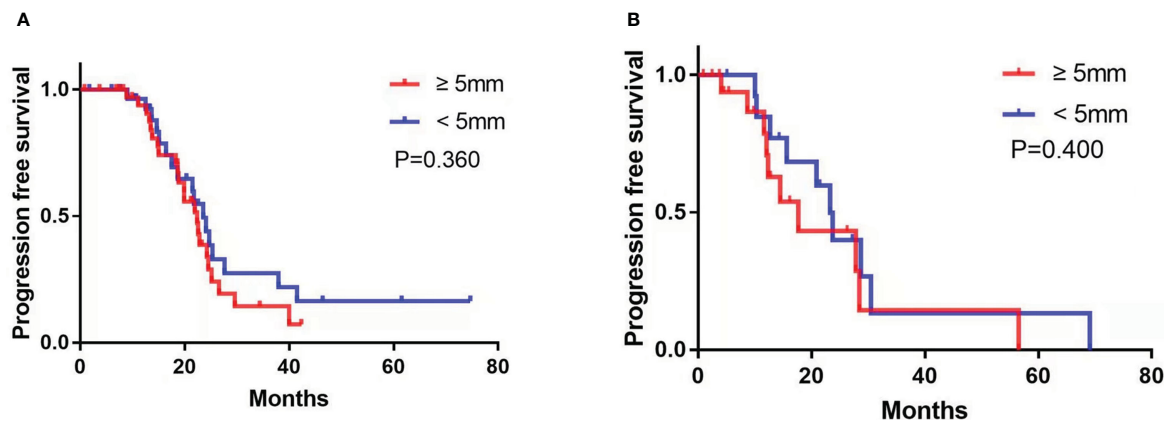 A
Progression free survival
1.0
0.5
0.0
0
20
40
60
80
Months
≥ 5mm
< 5mm
P=0.360
B
Progression free survival
1.0
0.5
0.0
0
20
40
60
80
Months
≥ 5mm
< 5mm
P=0.400